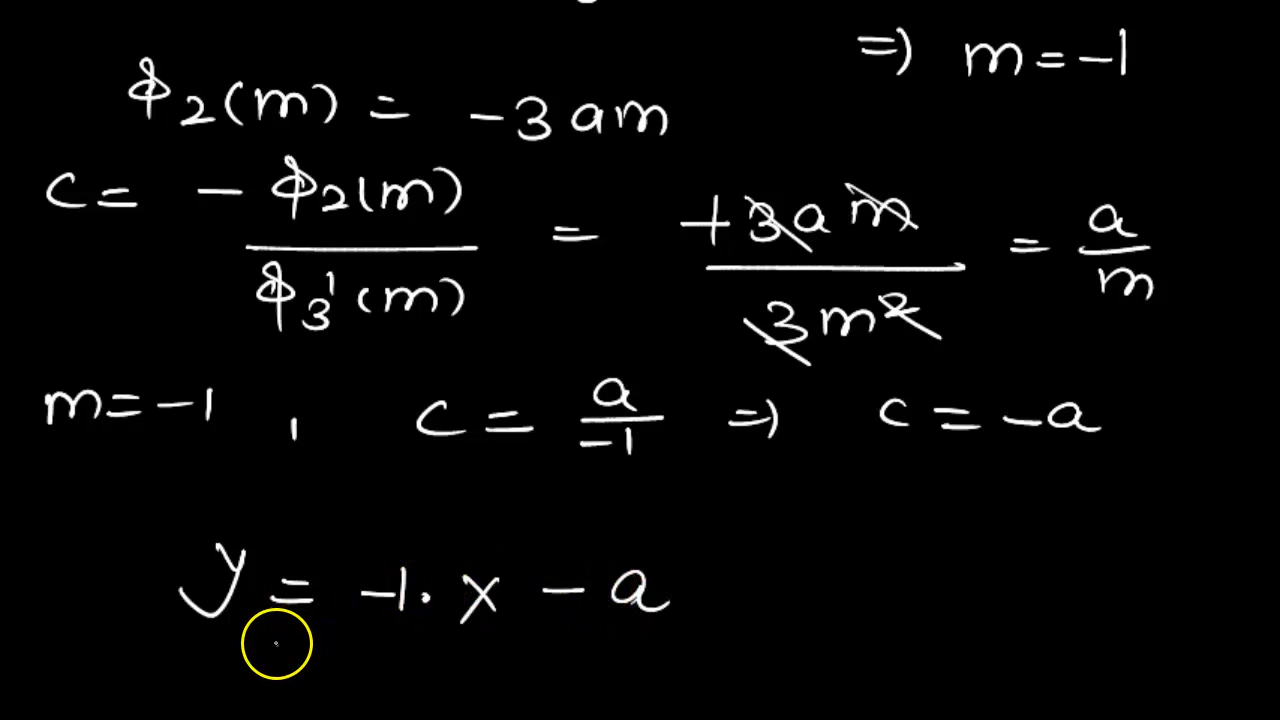 => m = -1
Φ₂(m) = -3am
c = -Φ₂(m) / Φ₃'(m) = +3am / 3m² = a/m
m = -1 , c = a/-1 => c = -a
y = -1·x - a